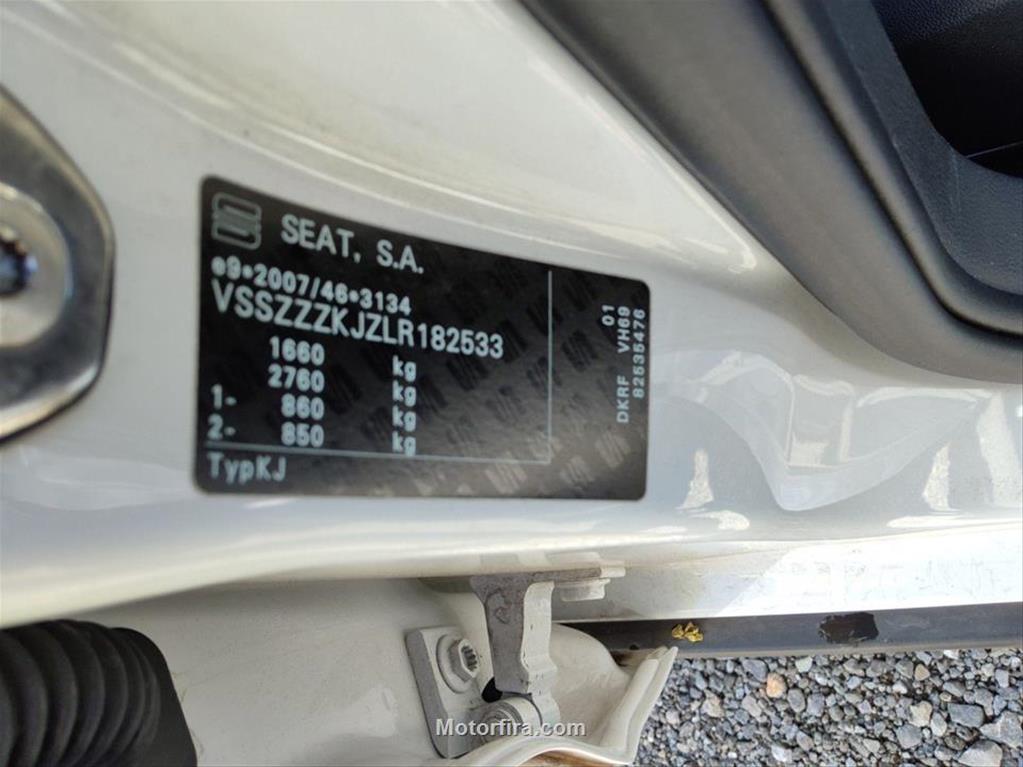 SEAT, S.A.
e9*2007/46*3134
VSSZZZKJZLR182533
1660 kg
2760 kg
1- 860 kg
2- 850 kg
TypKJ
01
DKRF VH69
82535476
Motorfira.com